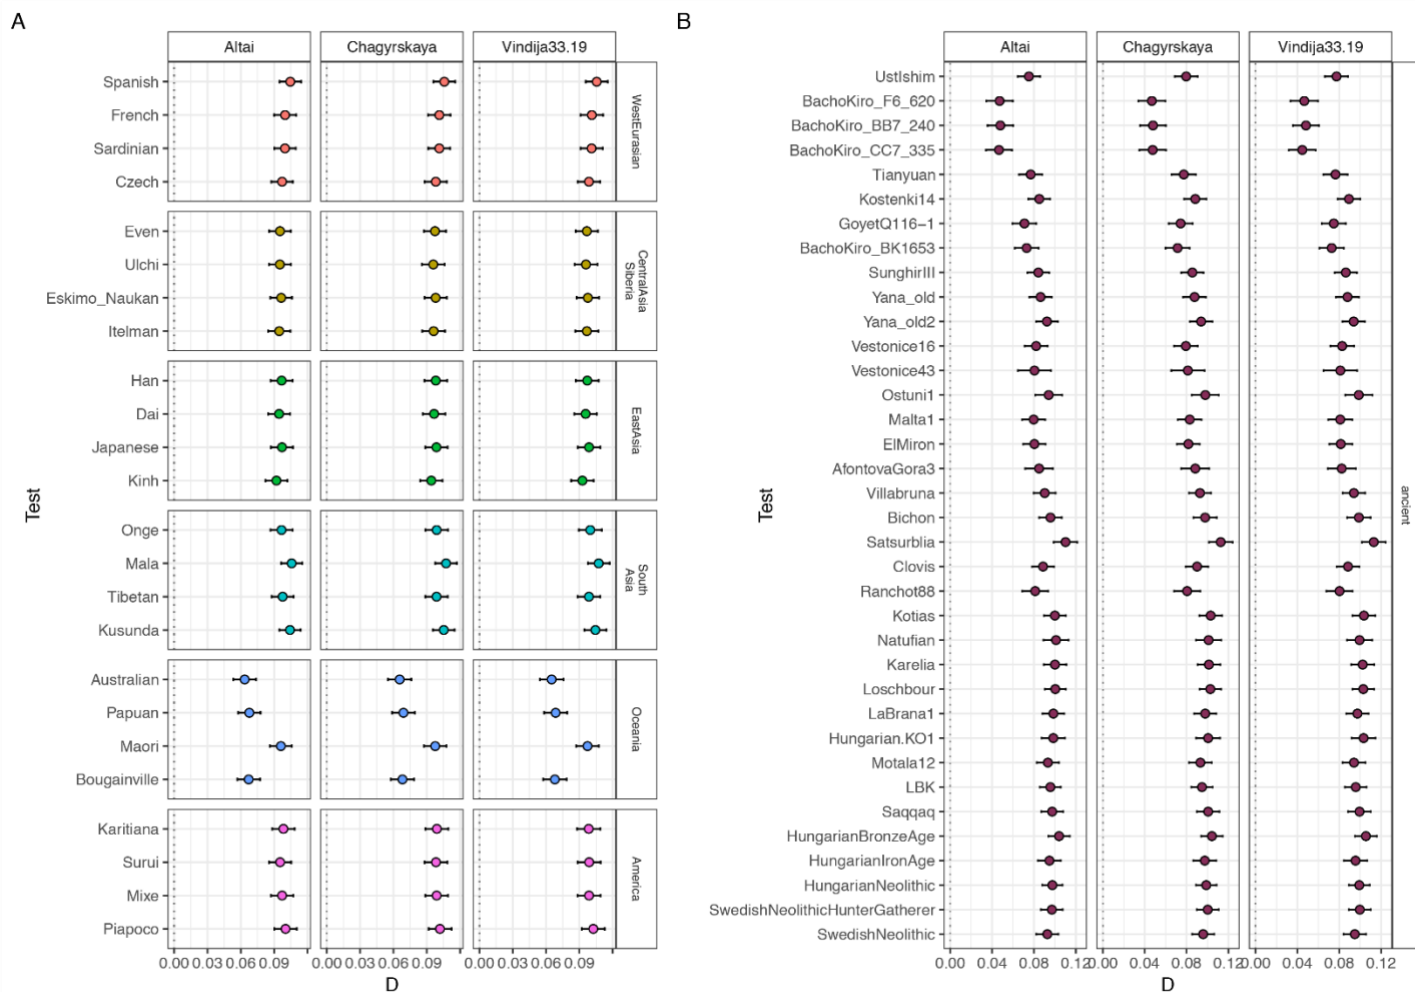 A
Altai Chagyrskaya Vindija33.19
Spanish
French
Sardinian
Czech
WestEurasian
Even
Ulchi
Eskimo_Naukan
Itelman
CentralAsia
Siberia
Han
Dai
Japanese
Kinh
EastAsia
Onge
Mala
Tibetan
Kusunda
South
Asia
Australian
Papuan
Maori
Bougainville
Oceania
Karitiana
Surui
Mixe
Piapoco
America
Test
0.00 0.03 0.06 0.09 0.00 0.03 0.06 0.09 0.00 0.03 0.06 0.09
D
B
Altai Chagyrskaya Vindija33.19
UstIshim
BachoKiro_F6_620
BachoKiro_BB7_240
BachoKiro_CC7_335
Tianyuan
Kostenki14
GoyetQ116−1
BachoKiro_BK1653
SunghirIII
Yana_old
Yana_old2
Vestonice16
Vestonice43
Ostuni1
Malta1
ElMiron
AfontovaGora3
Villabruna
Bichon
Satsurblia
Clovis
Ranchot88
Kotias
Natufian
Karelia
Loschbour
LaBrana1
Hungarian.KO1
Motala12
LBK
Saqqaq
HungarianBronzeAge
HungarianIronAge
HungarianNeolithic
SwedishNeolithicHunterGatherer
SwedishNeolithic
ancient
Test
0.00 0.04 0.08 0.12 0.00 0.04 0.08 0.12 0.00 0.04 0.08 0.12
D